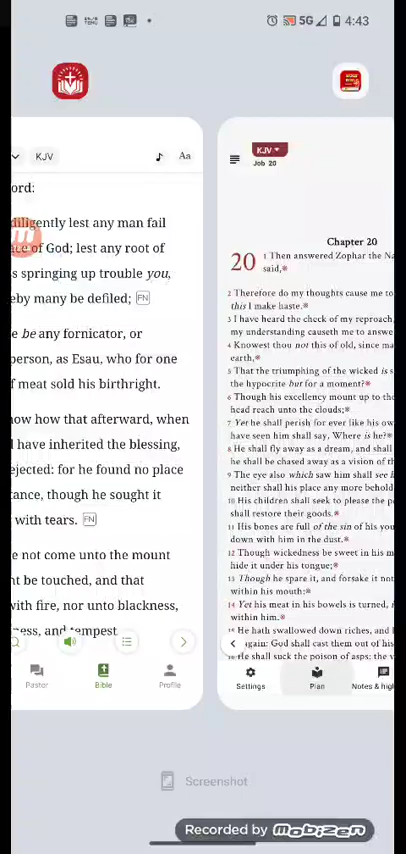 5G 4:43
KJV Aa
ord:
diligently lest any man fail
ace of God; lest any root of
s springing up trouble you,
eby many be defiled; FN
e be any fornicator, or
person, as Esau, who for one
f meat sold his birthright.
now how that afterward, when
l have inherited the blessing,
ejected: for he found no place
tance, though he sought it
with tears. FN
e not come unto the mount
nt be touched, and that
with fire, nor unto blackness,
ness, and tempest
Pastor Bible Profile
KJV
Job 20
Chapter 20
20 1 Then answered Zophar the Na
said,*
2 Therefore do my thoughts cause me to
this I make haste.
3 I have heard the check of my reproach,
my understanding causeth me to answe
4 Knowest thou not this of old, since ma
earth,*
5 That the triumphing of the wicked is s
the hypocrite but for a moment?*
6 Though his excellency mount up to the
head reach unto the clouds;*
7 Yet he shall perish for ever like his ow
have seen him shall say, Where is he?*
8 He shall fly away as a dream, and shall
he shall be chased away as a vision of th
9 The eye also which saw him shall see
neither shall his place any more behold
10 His children shall seek to please the p
shall restore their goods.*
11 His bones are full of the sin of his you
down with him in the dust.*
12 Though wickedness be sweet in his m
hide it under his tongue;*
13 Though he spare it, and forsake it not
within his mouth:*
14 Yet his meat in his bowels is turned,
within him.*
15 He hath swallowed down riches, and
again: God shall cast them out of his
16 He shall suck the poison of asps: the v
Settings Plan Notes & hig
Screenshot
Recorded by mobizen